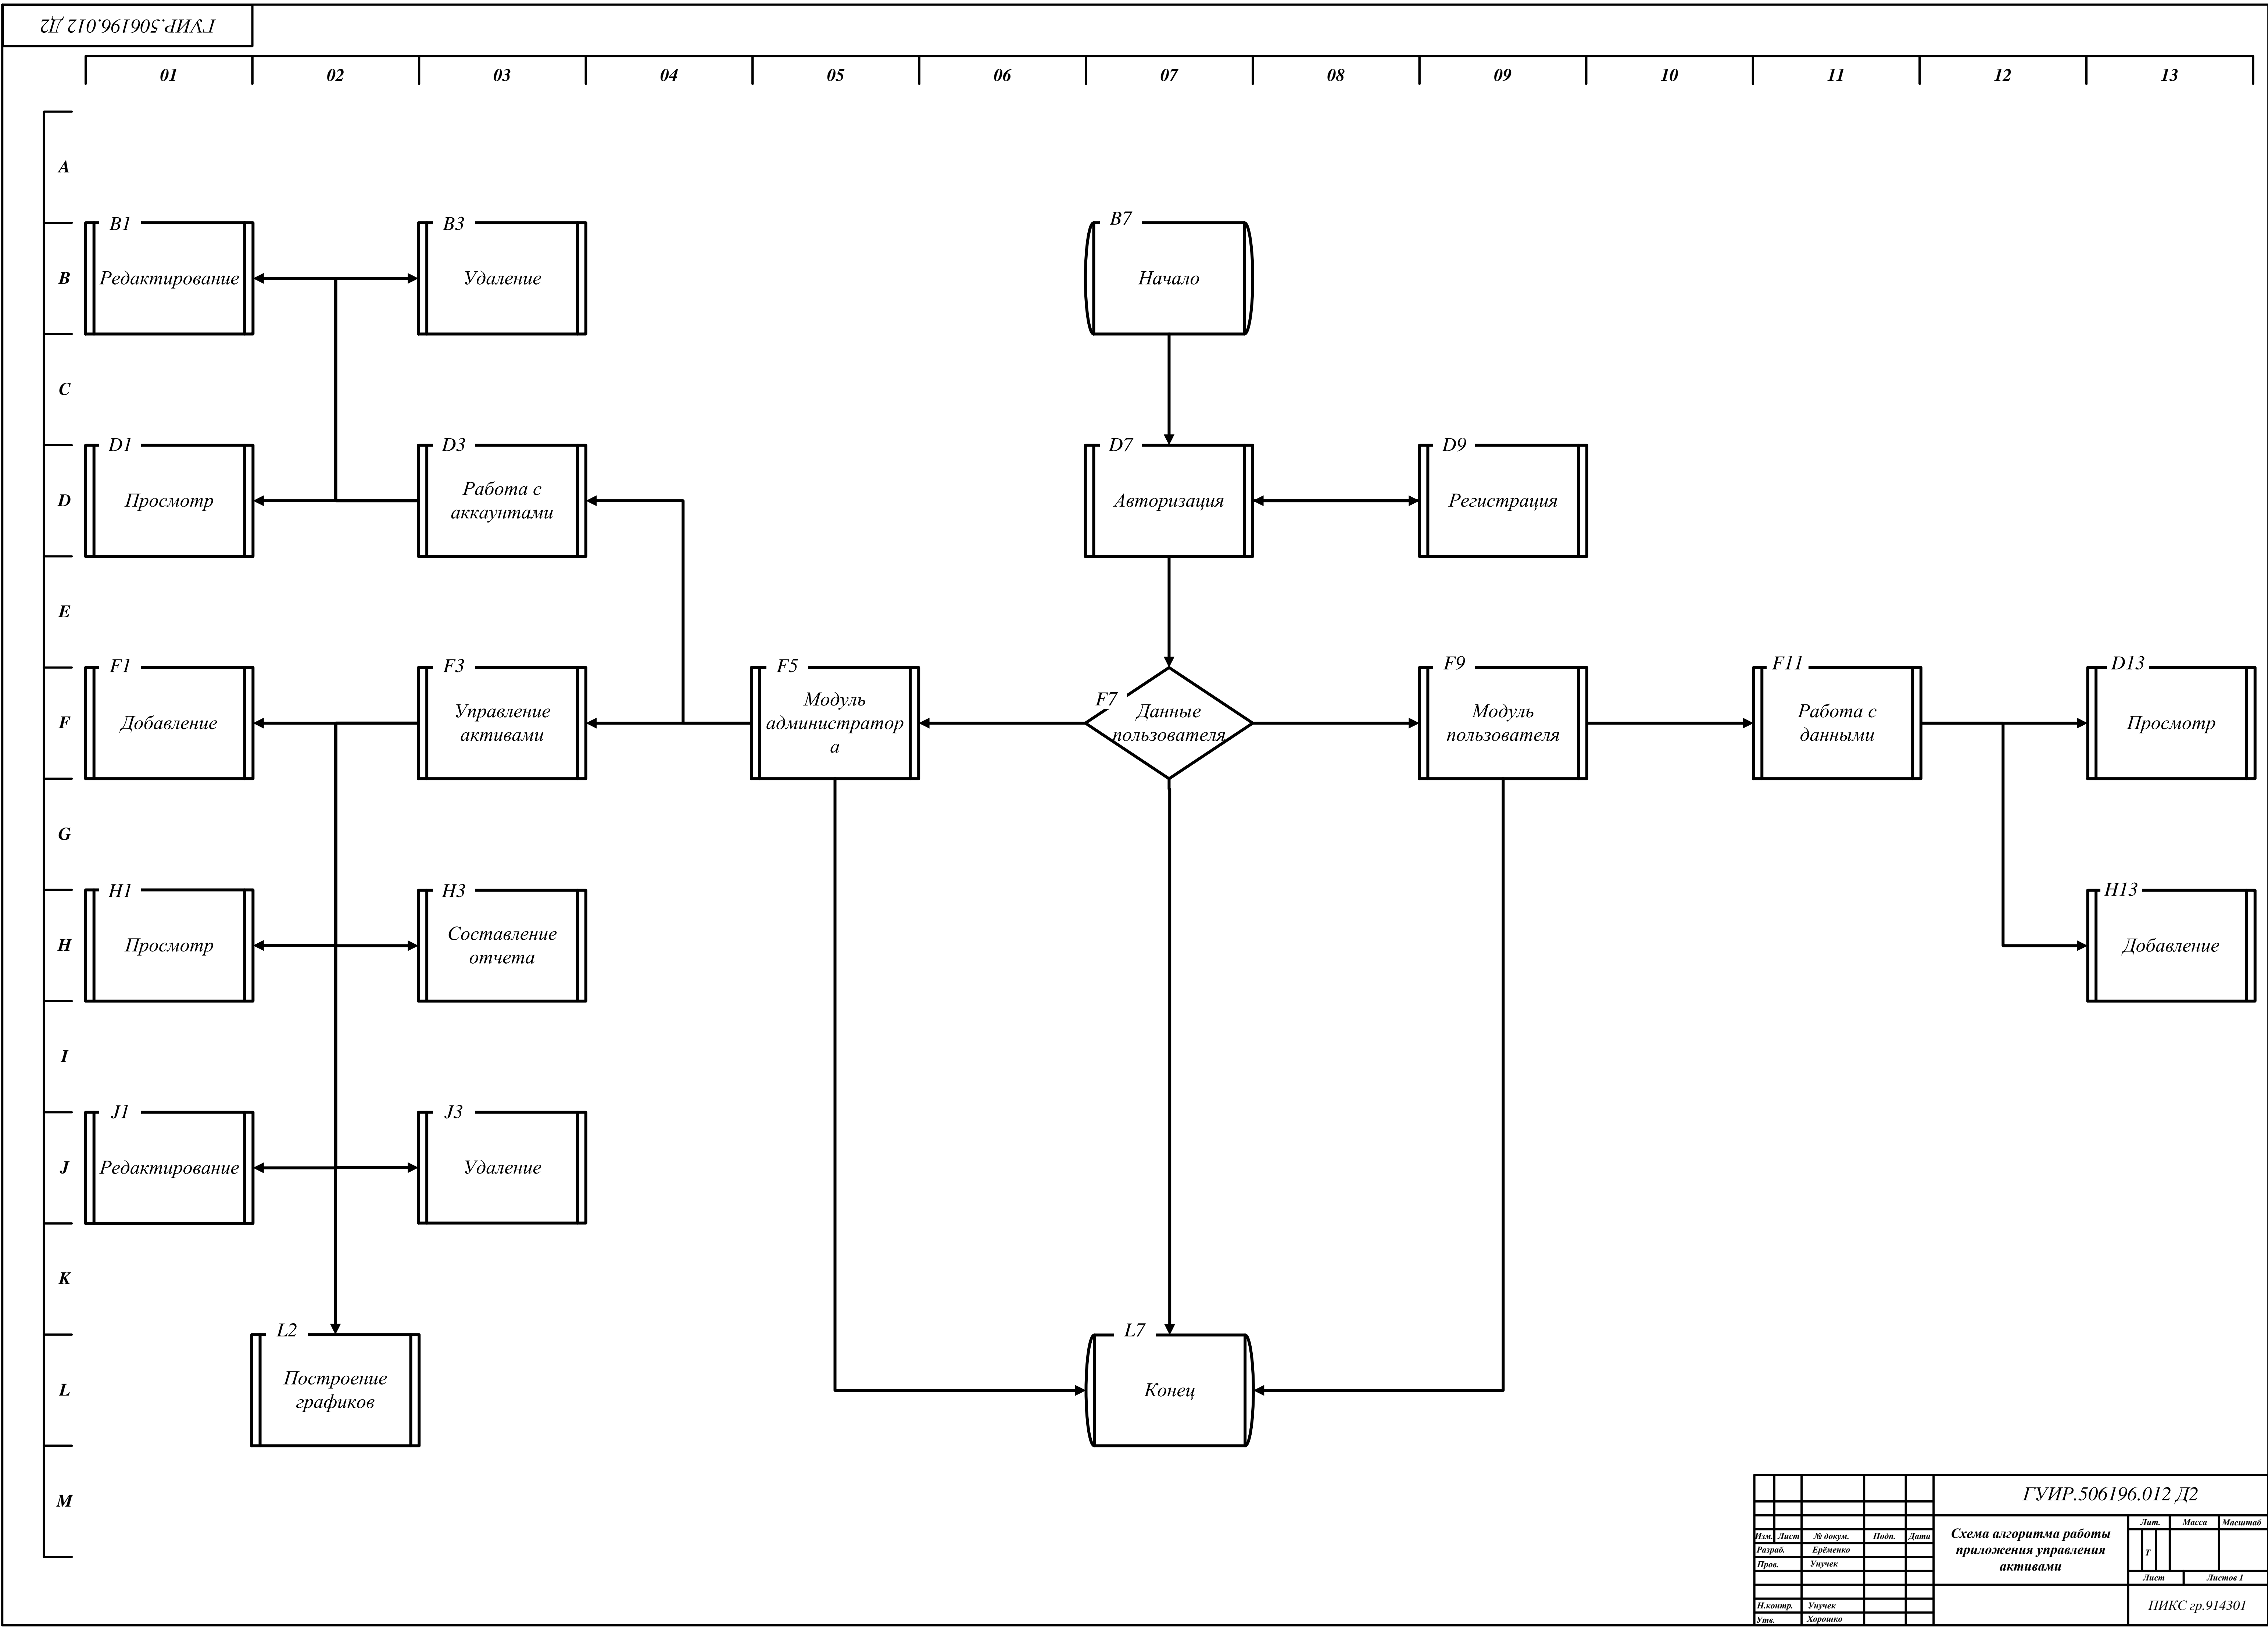 ГУИР.506196.012 Д2
01 02 03 04 05 06 07 08 09 10 11 12 13
A
B1 B3 B7
B Редактирование Удаление Начало
C
D1 D3 D7 D9
D Просмотр Работа с
аккаунтами Авторизация Регистрация
E
F1 F3 F5 F7 F9 F11 D13
F Добавление Управление
активами Модуль
администратор
а Данные
пользователя Модуль
пользователя Работа с
данными Просмотр
G
H1 H3 H13
H Просмотр Составление
отчета Добавление
I
J1 J3
J Редактирование Удаление
K
L2 L7
L Построение
графиков Конец
M
ГУИР.506196.012 Д2
Изм. Лист № докум. Подп. Дата
Разраб. Ерёменко
Пров. Унучек
Н.контр. Унучек
Утв. Хорошко
Схема алгоритма работы
приложения управления
активами
Лит. Масса Масштаб
Т
Лист Листов 1
ПИКС гр.914301